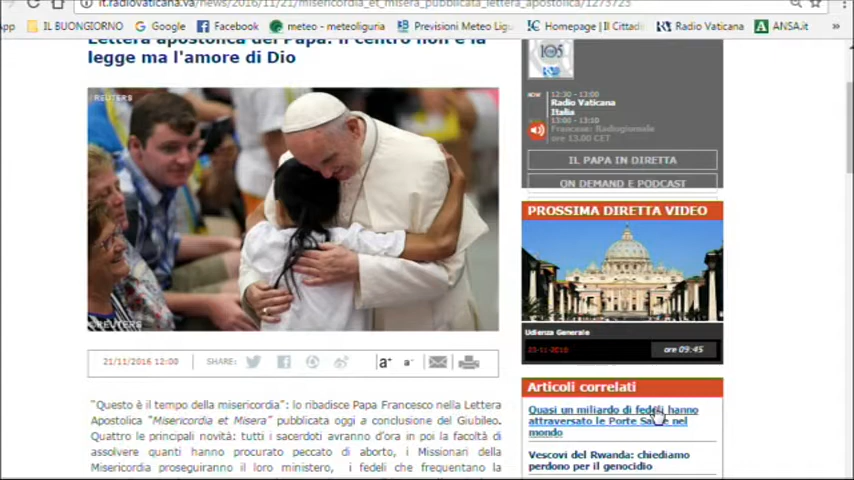 it.radiovaticana.va/news/2016/11/21/misericordia_et_misera_pubblicata_lettera_apostolica/1273723
App IL BUONGIORNO Google Facebook meteo - meteoliguria Previsioni Meteo Lig Homepage | Il Cittadi Radio Vaticana ANSA.it
Lettera apostolica del Papa: il centro non è la
legge ma l'amore di Dio
REUTERS
©REUTERS
21/11/2016 12:00 SHARE: a+ a-
"Questo è il tempo della misericordia": lo ribadisce Papa Francesco nella Lettera
Apostolica "Misericordia et Misera" pubblicata oggi a conclusione del Giubileo.
Quattro le principali novità: tutti i sacerdoti avranno d'ora in poi la facoltà di
assolvere quanti hanno procurato peccato di aborto, i Missionari della
Misericordia proseguiranno il loro ministero, i fedeli che frequentano la
105
NOW 12:30 - 13:00
Radio Vaticana
Italia
13:00 - 13:10
Francese: Radiogiornale
ore 13.00 CET
IL PAPA IN DIRETTA
ON DEMAND E PODCAST
PROSSIMA DIRETTA VIDEO
Udienza Generale
23-11-2016 ore 09:45
Articoli correlati
Quasi un miliardo di fedeli hanno
attraversato le Porte Sante nel
mondo
Vescovi del Rwanda: chiediamo
perdono per il genocidio